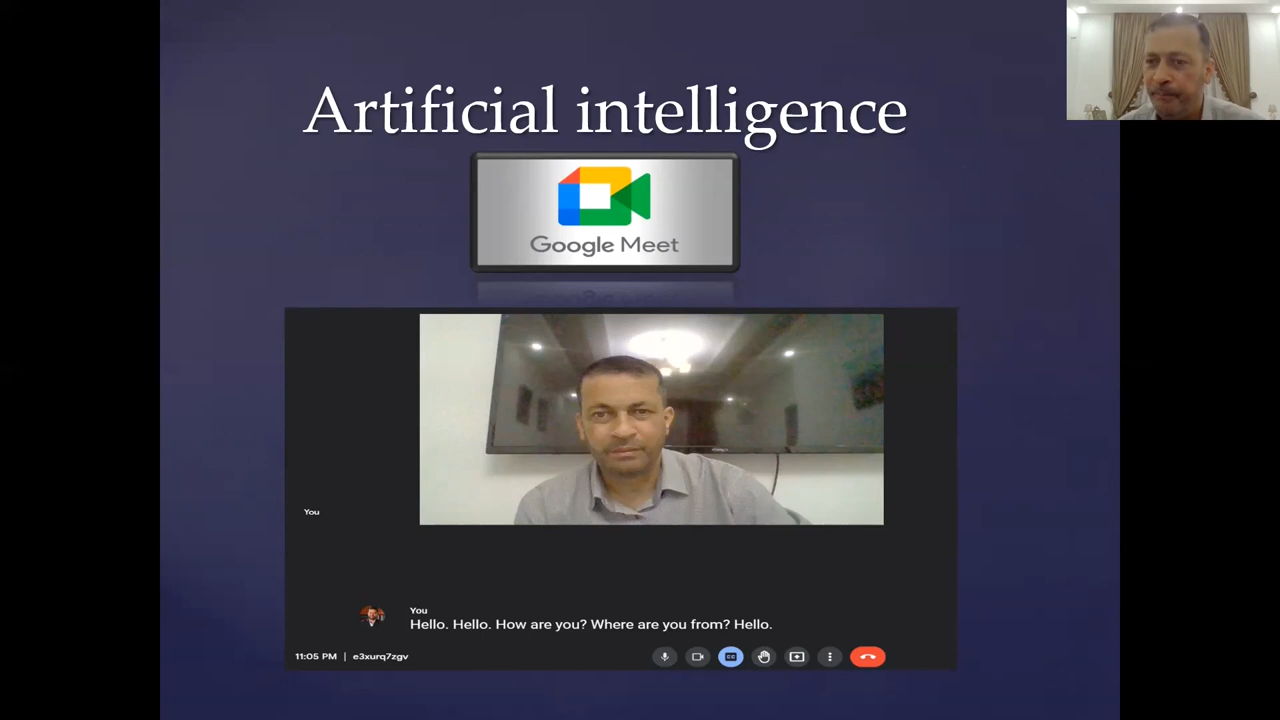 Artificial intelligence
Google Meet
You
You
Hello. Hello. How are you? Where are you from? Hello.
11:05 PM | e3xurq7zgv